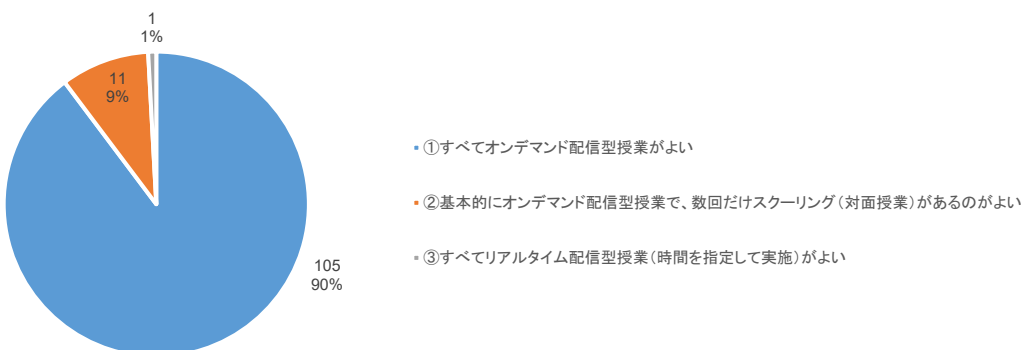 1
1%
11
9%
105
90%
①すべてオンデマンド配信型授業がよい
②基本的にオンデマンド配信型授業で、数回だけスクーリング（対面授業）があるのがよい
③すべてリアルタイム配信型授業（時間を指定して実施）がよい